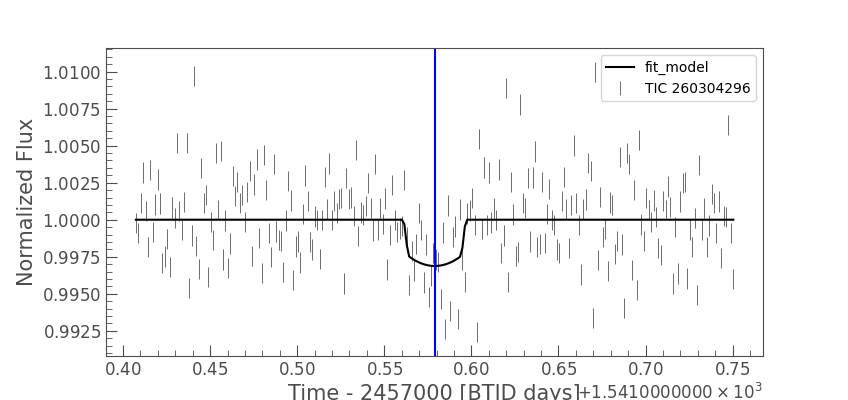 fit_model
TIC 260304296
1.0100
1.0075
1.0050
1.0025
1.0000
0.9975
0.9950
0.9925
Normalized Flux
0.40 0.45 0.50 0.55 0.60 0.65 0.70 0.75
Time - 2457000 [BTJD days]
+1.5410000000 × 10³